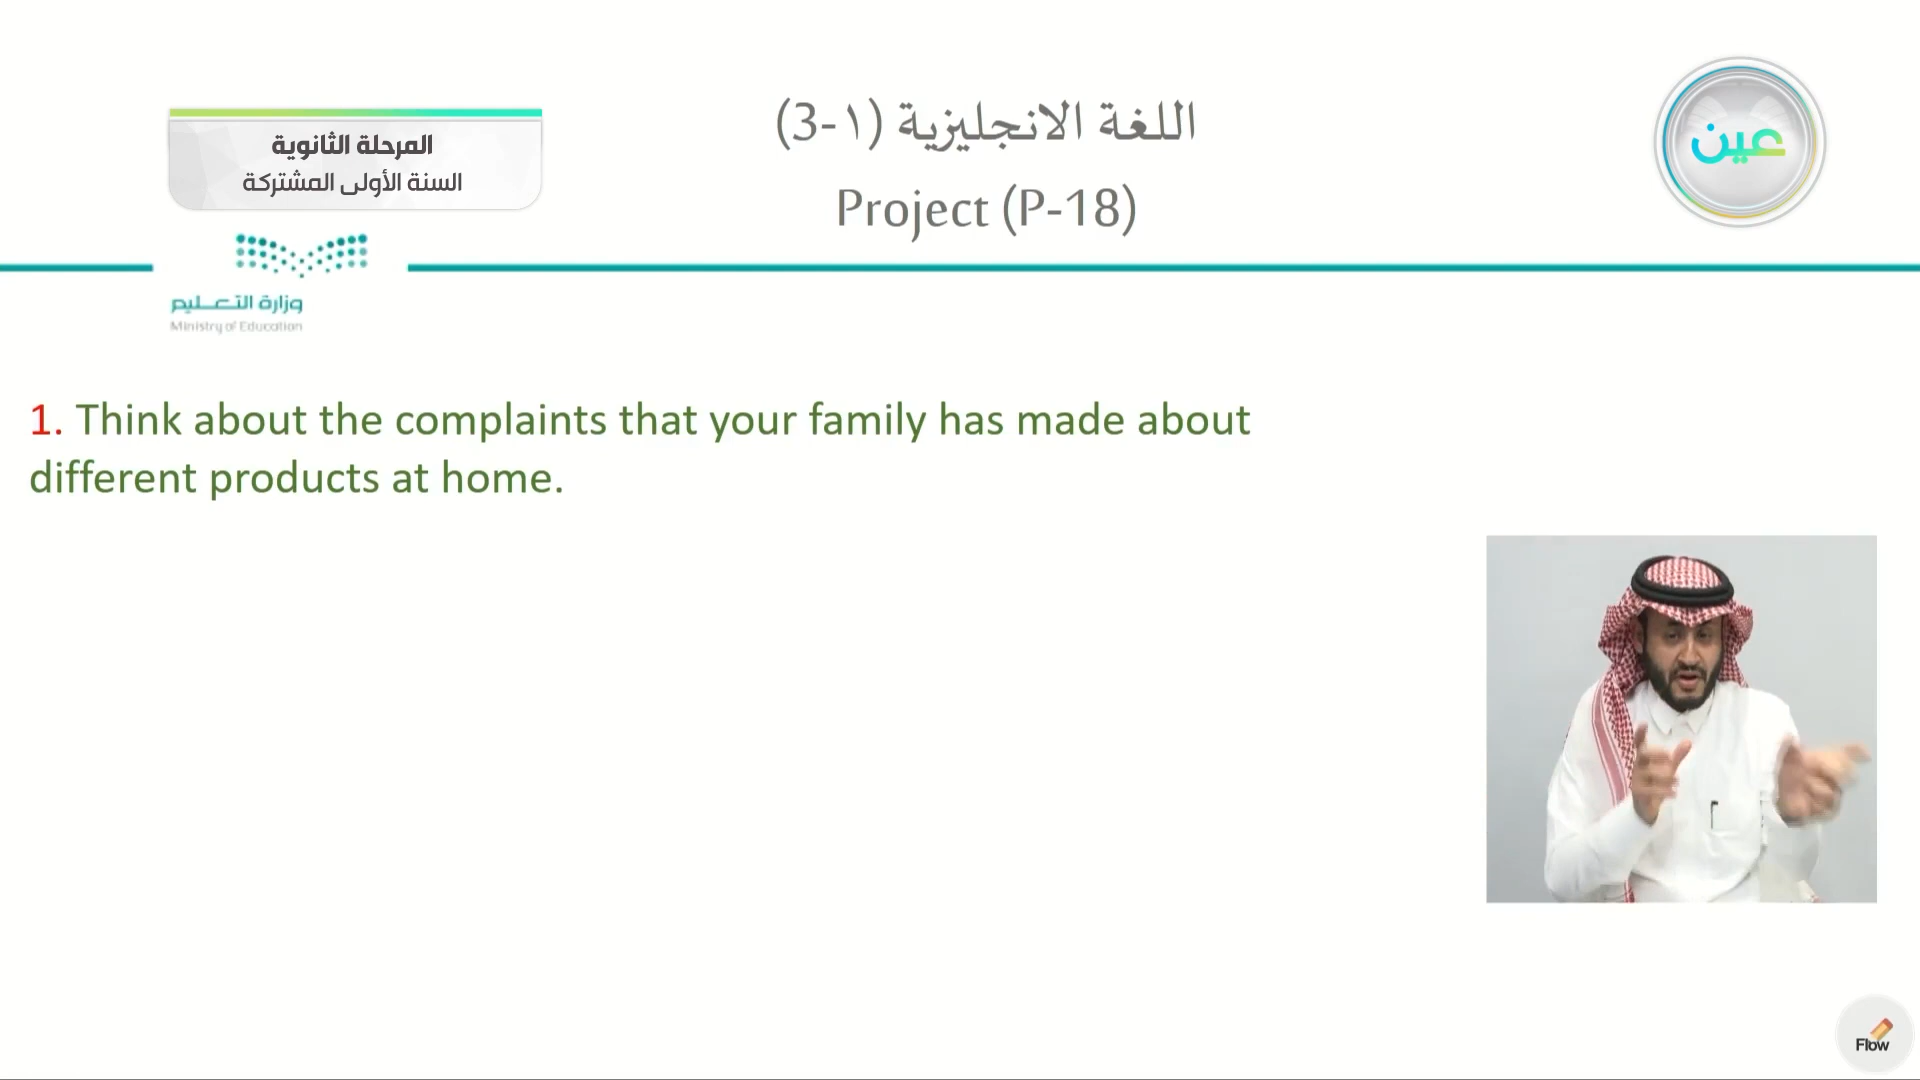 اللغة الانجليزية (١-3)
Project (P-18)
المرحلة الثانوية
السنة الأولى المشتركة
عين
وزارة التعليم
Ministry of Education
1. Think about the complaints that your family has made about
different products at home.
Flow